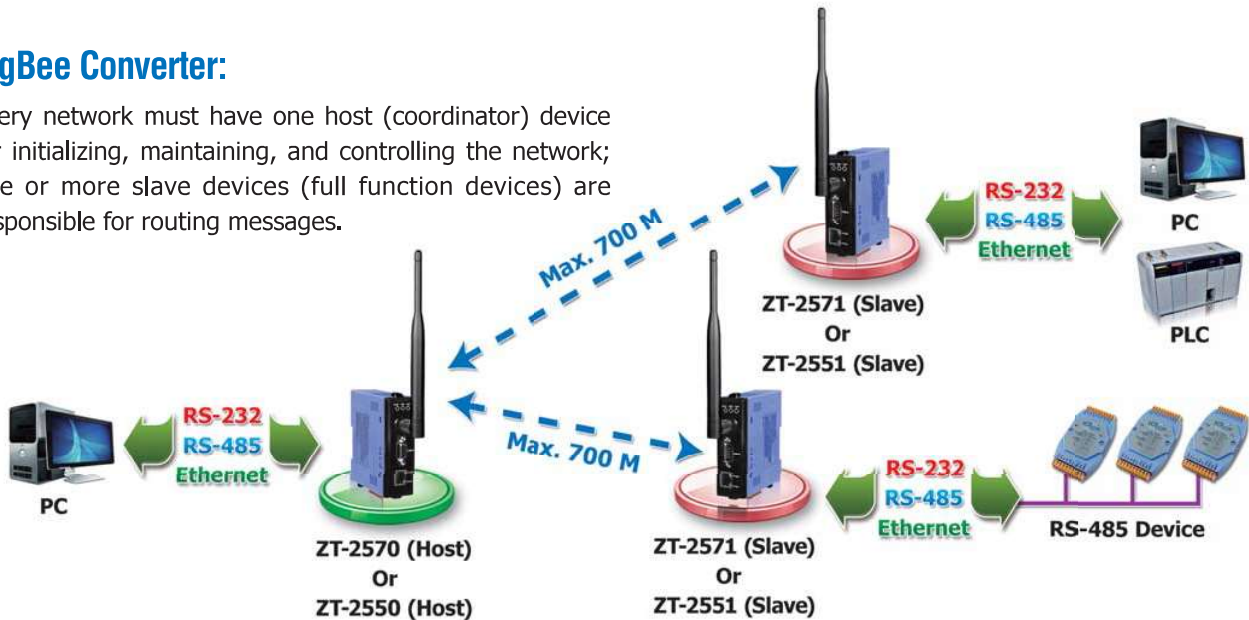 gBee Converter:
ery network must have one host (coordinator) device
r initializing, maintaining, and controlling the network;
e or more slave devices (full function devices) are
sponsible for routing messages.
Max. 700 M
RS-232
RS-485
Ethernet
PC
PLC
ZT-2571 (Slave)
Or
ZT-2551 (Slave)
PC
RS-232
RS-485
Ethernet
ZT-2570 (Host)
Or
ZT-2550 (Host)
Max. 700 M
ZT-2571 (Slave)
Or
ZT-2551 (Slave)
RS-232
RS-485
Ethernet
RS-485 Device